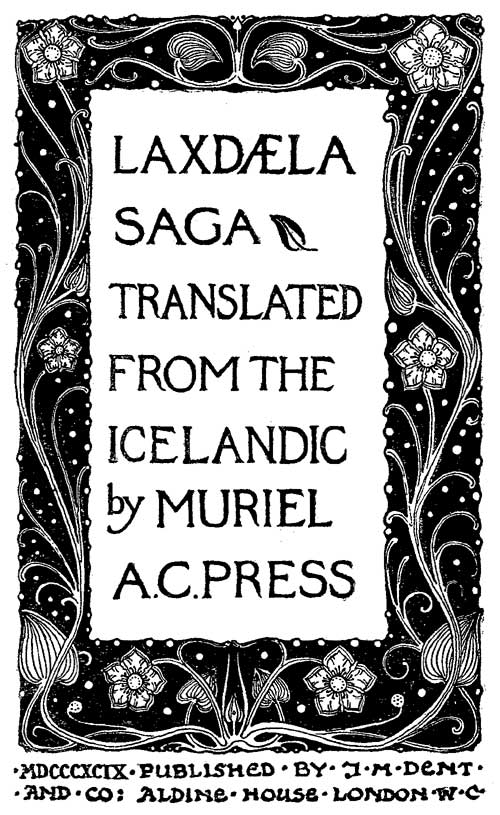 LAXDÆLA
SAGA
TRANSLATED
FROM THE
ICELANDIC
by MURIEL
A.C.PRESS
·MDCCCXCIX·PUBLISHED·BY·J·M·DENT·
·AND·CO: ALDINE·HOUSE·LONDON·W·C·